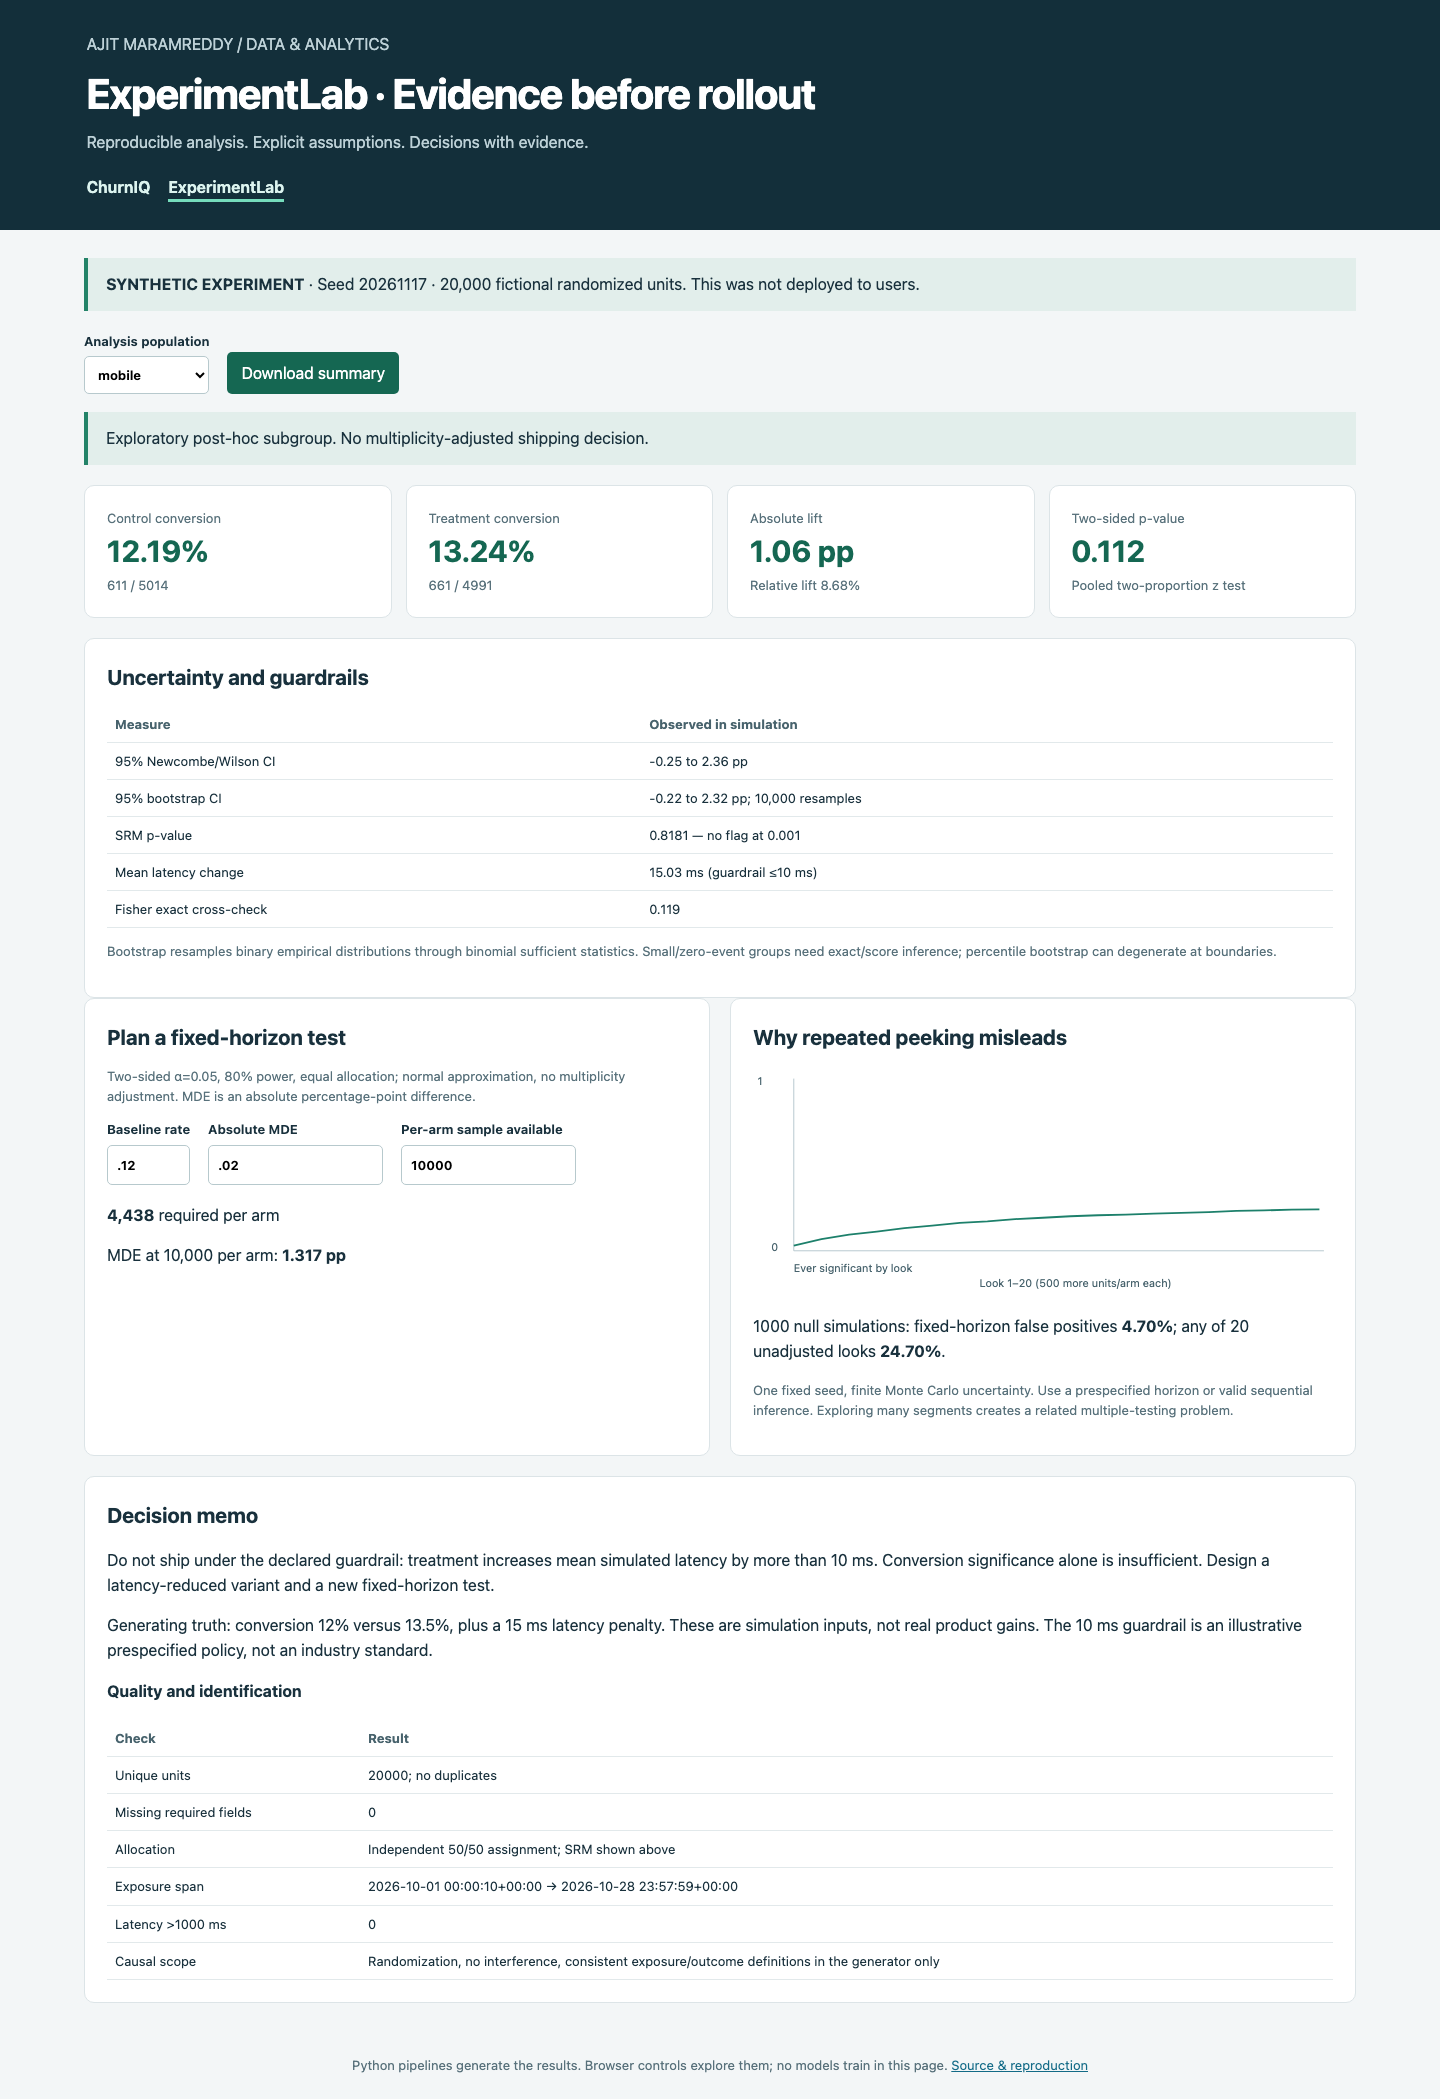 AJIT MARAMREDDY / DATA & ANALYTICS
ExperimentLab · Evidence before rollout
Reproducible analysis. Explicit assumptions. Decisions with evidence.
ChurnIQ ExperimentLab
SYNTHETIC EXPERIMENT · Seed 20261117 · 20,000 fictional randomized units. This was not deployed to users.
Analysis population
mobile
Download summary
Exploratory post-hoc subgroup. No multiplicity-adjusted shipping decision.
Control conversion
12.19%
611 / 5014
Treatment conversion
13.24%
661 / 4991
Absolute lift
1.06 pp
Relative lift 8.68%
Two-sided p-value
0.112
Pooled two-proportion z test
Uncertainty and guardrails
Measure Observed in simulation
95% Newcombe/Wilson CI -0.25 to 2.36 pp
95% bootstrap CI -0.22 to 2.32 pp; 10,000 resamples
SRM p-value 0.8181 — no flag at 0.001
Mean latency change 15.03 ms (guardrail ≤10 ms)
Fisher exact cross-check 0.119
Bootstrap resamples binary empirical distributions through binomial sufficient statistics. Small/zero-event groups need exact/score inference; percentile bootstrap can degenerate at boundaries.
Plan a fixed-horizon test
Two-sided α=0.05, 80% power, equal allocation; normal approximation, no multiplicity
adjustment. MDE is an absolute percentage-point difference.
Baseline rate Absolute MDE Per-arm sample available
.12 .02 10000
4,438 required per arm
MDE at 10,000 per arm: 1.317 pp
Why repeated peeking misleads
1
0
Ever significant by look
Look 1–20 (500 more units/arm each)
1000 null simulations: fixed-horizon false positives 4.70%; any of 20
unadjusted looks 24.70%.
One fixed seed, finite Monte Carlo uncertainty. Use a prespecified horizon or valid sequential
inference. Exploring many segments creates a related multiple-testing problem.
Decision memo
Do not ship under the declared guardrail: treatment increases mean simulated latency by more than 10 ms. Conversion significance alone is insufficient. Design a
latency-reduced variant and a new fixed-horizon test.
Generating truth: conversion 12% versus 13.5%, plus a 15 ms latency penalty. These are simulation inputs, not real product gains. The 10 ms guardrail is an illustrative
prespecified policy, not an industry standard.
Quality and identification
Check Result
Unique units 20000; no duplicates
Missing required fields 0
Allocation Independent 50/50 assignment; SRM shown above
Exposure span 2026-10-01 00:00:10+00:00 → 2026-10-28 23:57:59+00:00
Latency >1000 ms 0
Causal scope Randomization, no interference, consistent exposure/outcome definitions in the generator only
Python pipelines generate the results. Browser controls explore them; no models train in this page. Source & reproduction